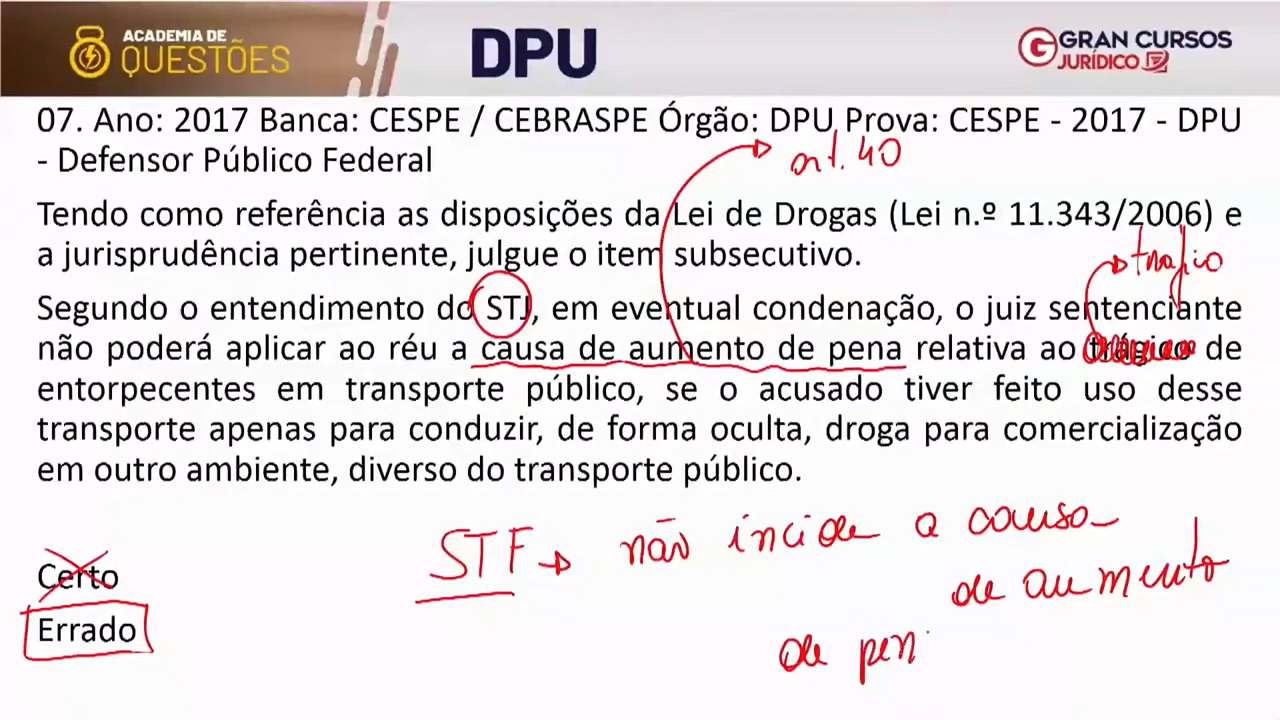 ACADEMIA DE
QUESTÕES
DPU
GRAN CURSOS
JURÍDICO
07. Ano: 2017 Banca: CESPE / CEBRASPE Órgão: DPU Prova: CESPE - 2017 - DPU
- Defensor Público Federal
art. 40
Tendo como referência as disposições da Lei de Drogas (Lei n.º 11.343/2006) e
a jurisprudência pertinente, julgue o item subsecutivo.
tráfico
Segundo o entendimento do STJ, em eventual condenação, o juiz sentenciante
não poderá aplicar ao réu a causa de aumento de pena relativa ao trágico de
entorpecentes em transporte público, se o acusado tiver feito uso desse
transporte apenas para conduzir, de forma oculta, droga para comercialização
em outro ambiente, diverso do transporte público.
STF → não incide a causa
de aumento
de pen
Certo
Errado